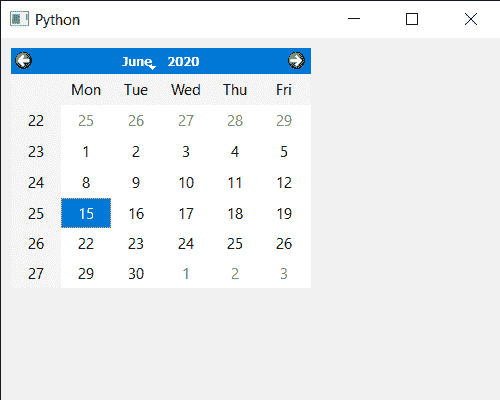 Python
June 2020
Mon Tue Wed Thu Fri
22 25 26 27 28 29
23 1 2 3 4 5
24 8 9 10 11 12
25 15 16 17 18 19
26 22 23 24 25 26
27 29 30 1 2 3